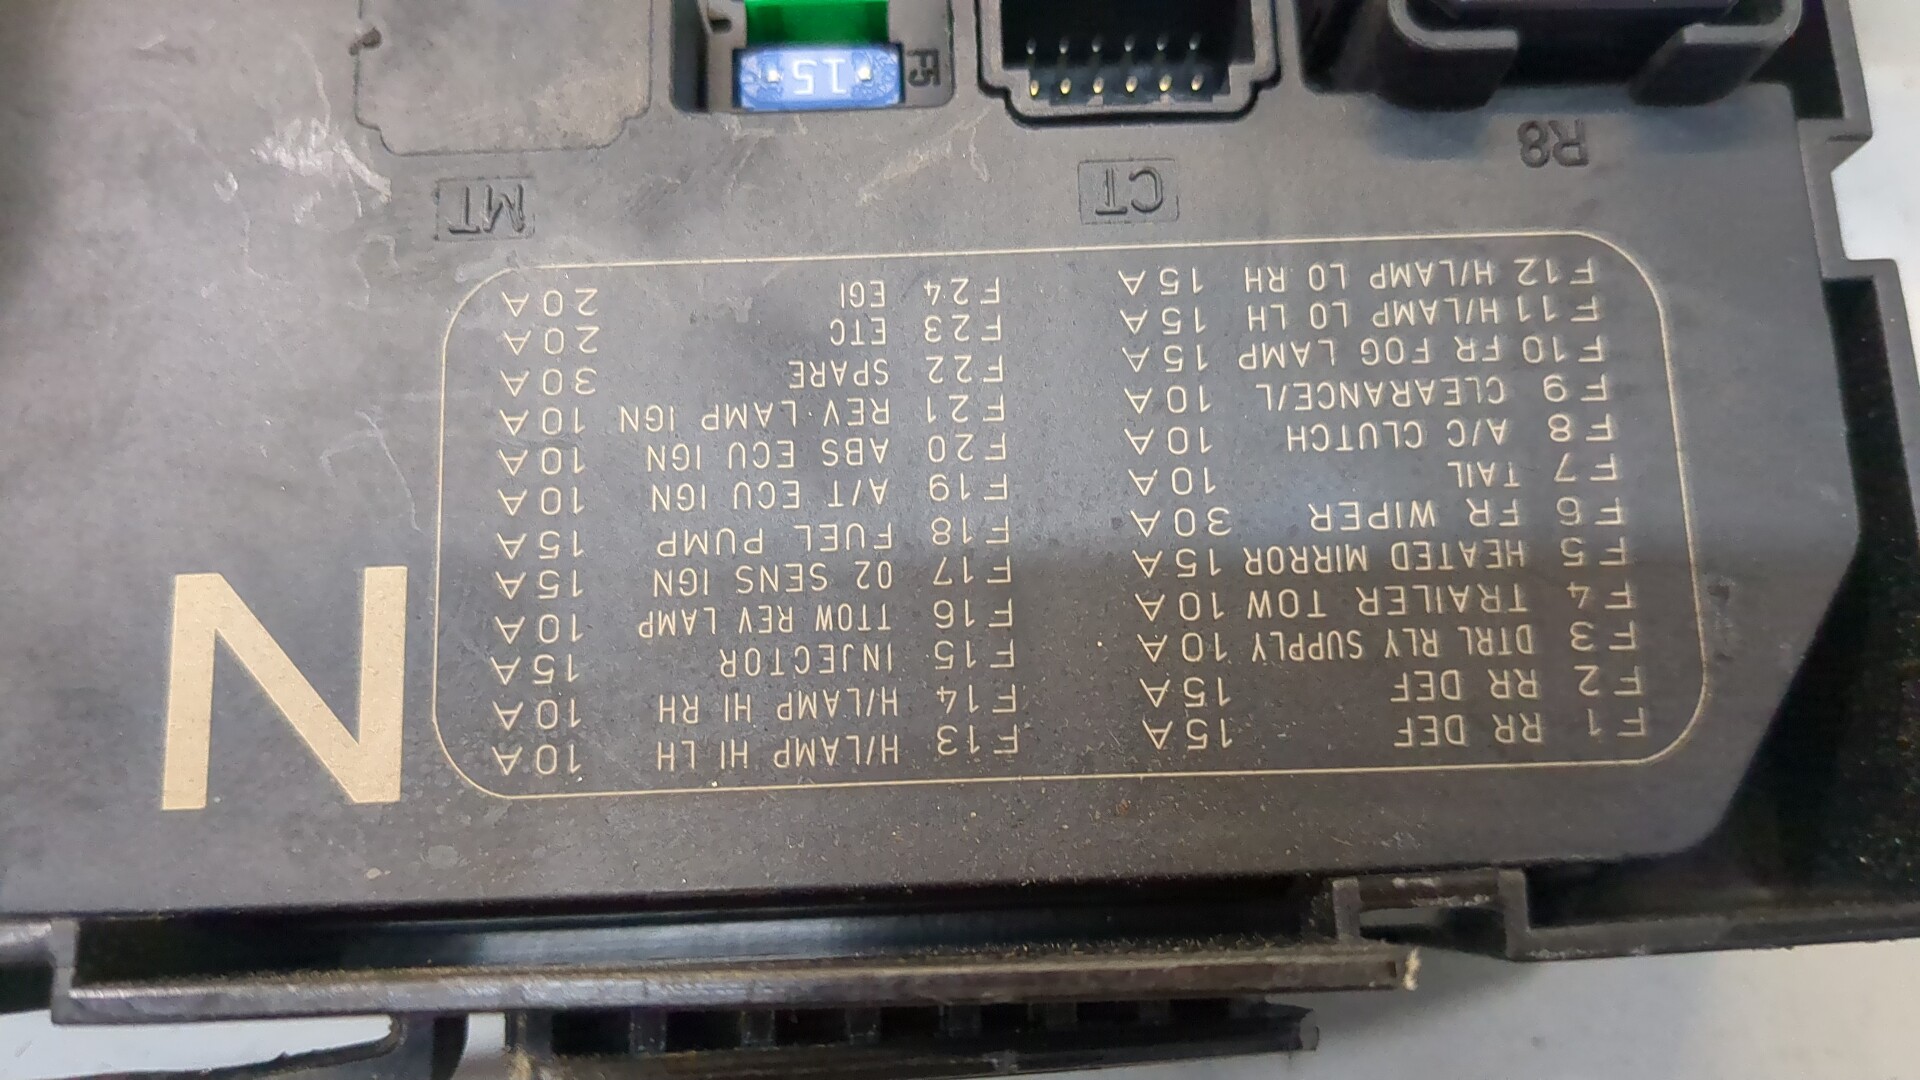 F1 RR DEF 15A
F2 RR DEF 15A
F3 DTRL RLY SUPPLY 10A
F4 TRAILER TOW 10A
F5 HEATED MIRROR 15A
F6 FR WIPER 30A
F7 TAIL 10A
F8 A/C CLUTCH 10A
F9 CLEARANCE/L 10A
F10 FR FOG LAMP 15A
F11 H/LAMP LO LH 15A
F12 H/LAMP LO RH 15A
F13 H/LAMP HI LH 10A
F14 H/LAMP HI RH 10A
F15 INJECTOR 15A
F16 TTOW REV LAMP 10A
F17 O2 SENS IGN 15A
F18 FUEL PUMP 15A
F19 A/T ECU IGN 10A
F20 ABS ECU IGN 10A
F21 REV LAMP IGN 10A
F22 SPARE 30A
F23 ETC 20A
F24 EGI 20A
N
CT
MT
R8
F5
15